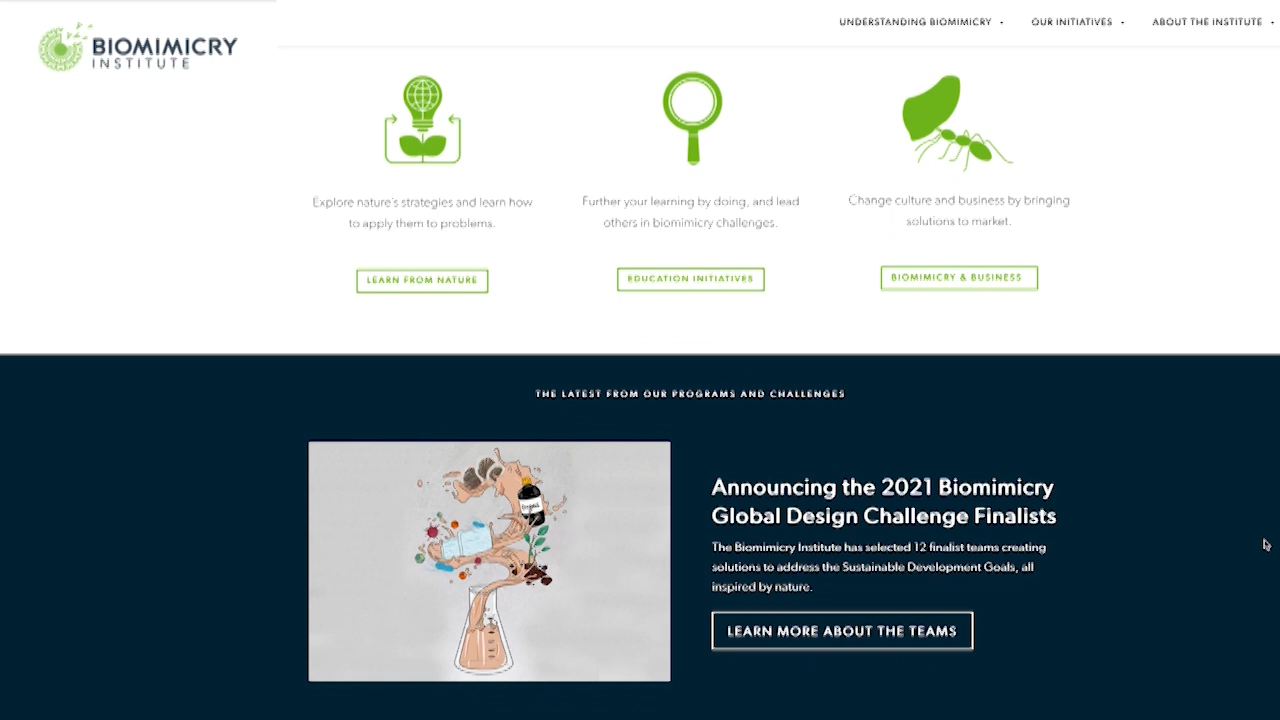 BIOMIMICRY
INSTITUTE
UNDERSTANDING BIOMIMICRY
OUR INITIATIVES
ABOUT THE INSTITUTE
Explore nature's strategies and learn how
to apply them to problems.
LEARN FROM NATURE
Further your learning by doing, and lead
others in biomimicry challenges.
EDUCATION INITIATIVES
Change culture and business by bringing
solutions to market.
BIOMIMICRY & BUSINESS
THE LATEST FROM OUR PROGRAMS AND CHALLENGES
Announcing the 2021 Biomimicry
Global Design Challenge Finalists
The Biomimicry Institute has selected 12 finalist teams creating
solutions to address the Sustainable Development Goals, all
inspired by nature.
LEARN MORE ABOUT THE TEAMS